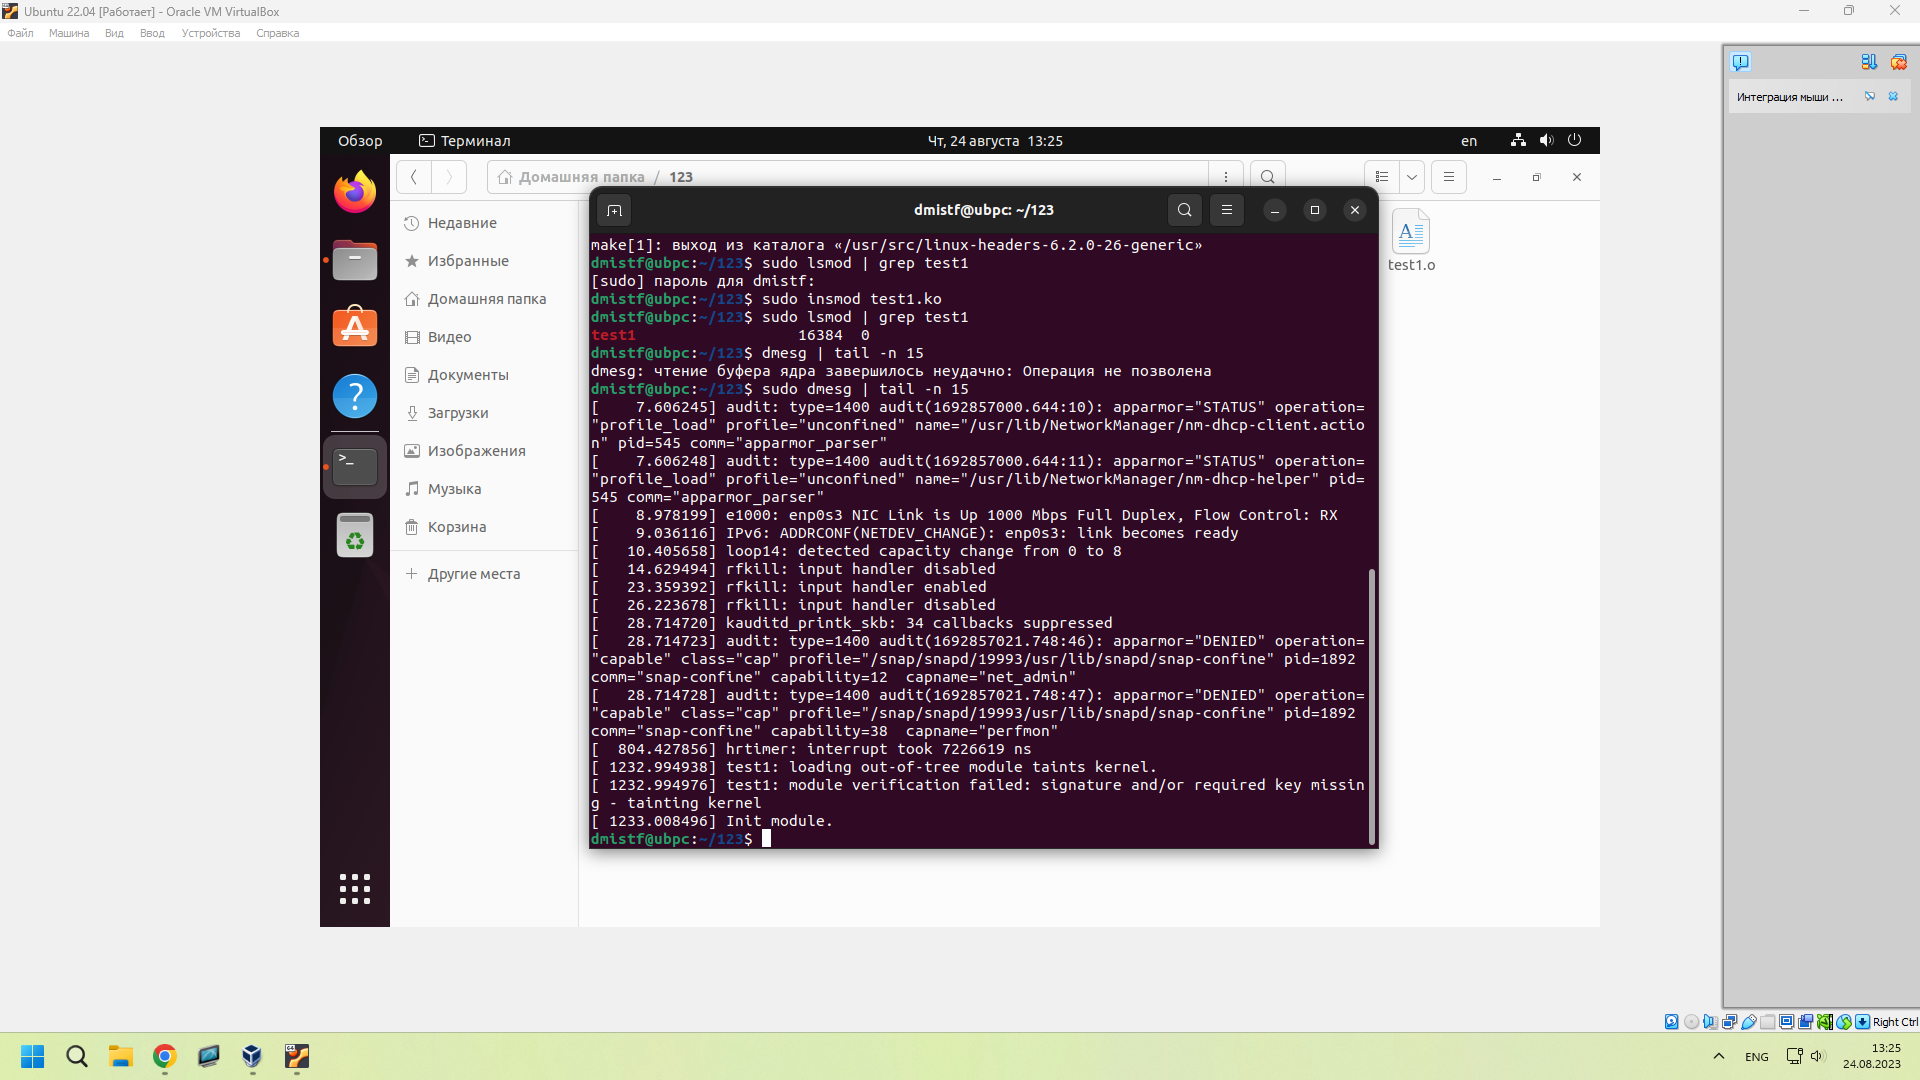 Ubuntu 22.04 [Работает] - Oracle VM VirtualBox
Файл Машина Вид Ввод Устройства Справка
Интеграция мыши ...
Обзор Терминал Чт, 24 августа 13:25 en
Домашняя папка / 123
dmistf@ubpc: ~/123
Недавние
Избранные
Домашняя папка
Видео
Документы
Загрузки
Изображения
Музыка
Корзина
Другие места
test1.o
make[1]: выход из каталога «/usr/src/linux-headers-6.2.0-26-generic»
dmistf@ubpc:~/123$ sudo lsmod | grep test1
[sudo] пароль для dmistf:
dmistf@ubpc:~/123$ sudo insmod test1.ko
dmistf@ubpc:~/123$ sudo lsmod | grep test1
test1                  16384  0
dmistf@ubpc:~/123$ dmesg | tail -n 15
dmesg: чтение буфера ядра завершилось неудачно: Операция не позволена
dmistf@ubpc:~/123$ sudo dmesg | tail -n 15
[    7.606245] audit: type=1400 audit(1692857000.644:10): apparmor="STATUS" operation=
"profile_load" profile="unconfined" name="/usr/lib/NetworkManager/nm-dhcp-client.actio
n" pid=545 comm="apparmor_parser"
[    7.606248] audit: type=1400 audit(1692857000.644:11): apparmor="STATUS" operation=
"profile_load" profile="unconfined" name="/usr/lib/NetworkManager/nm-dhcp-helper" pid=
545 comm="apparmor_parser"
[    8.978199] e1000: enp0s3 NIC Link is Up 1000 Mbps Full Duplex, Flow Control: RX
[    9.036116] IPv6: ADDRCONF(NETDEV_CHANGE): enp0s3: link becomes ready
[   10.405658] loop14: detected capacity change from 0 to 8
[   14.629494] rfkill: input handler disabled
[   23.359392] rfkill: input handler enabled
[   26.223678] rfkill: input handler disabled
[   28.714720] kauditd_printk_skb: 34 callbacks suppressed
[   28.714723] audit: type=1400 audit(1692857021.748:46): apparmor="DENIED" operation=
"capable" class="cap" profile="/snap/snapd/19993/usr/lib/snapd/snap-confine" pid=1892
comm="snap-confine" capability=12  capname="net_admin"
[   28.714728] audit: type=1400 audit(1692857021.748:47): apparmor="DENIED" operation=
"capable" class="cap" profile="/snap/snapd/19993/usr/lib/snapd/snap-confine" pid=1892
comm="snap-confine" capability=38  capname="perfmon"
[  804.427856] hrtimer: interrupt took 7226619 ns
[ 1232.994938] test1: loading out-of-tree module taints kernel.
[ 1232.994976] test1: module verification failed: signature and/or required key missin
g - tainting kernel
[ 1233.008496] Init module.
dmistf@ubpc:~/123$
Right Ctrl
ENG
13:25
24.08.2023